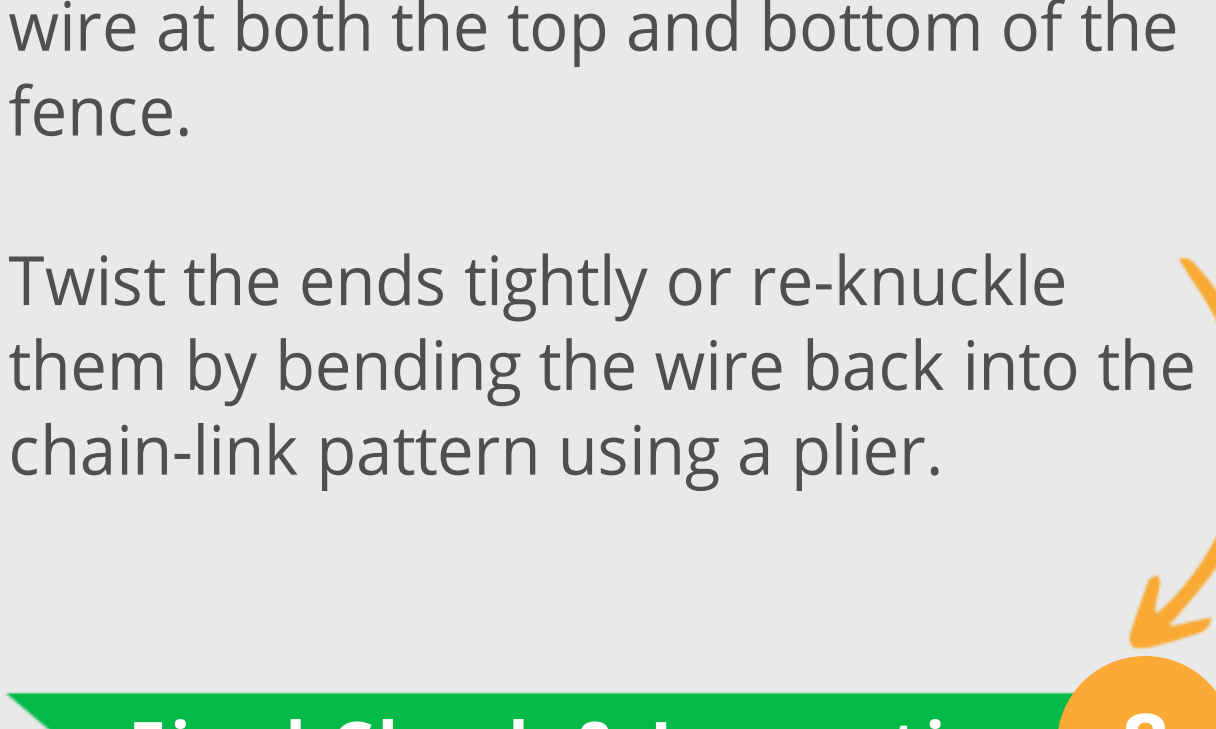 wire at both the top and bottom of the
fence.
Twist the ends tightly or re-knuckle
them by bending the wire back into the
chain-link pattern using a plier.